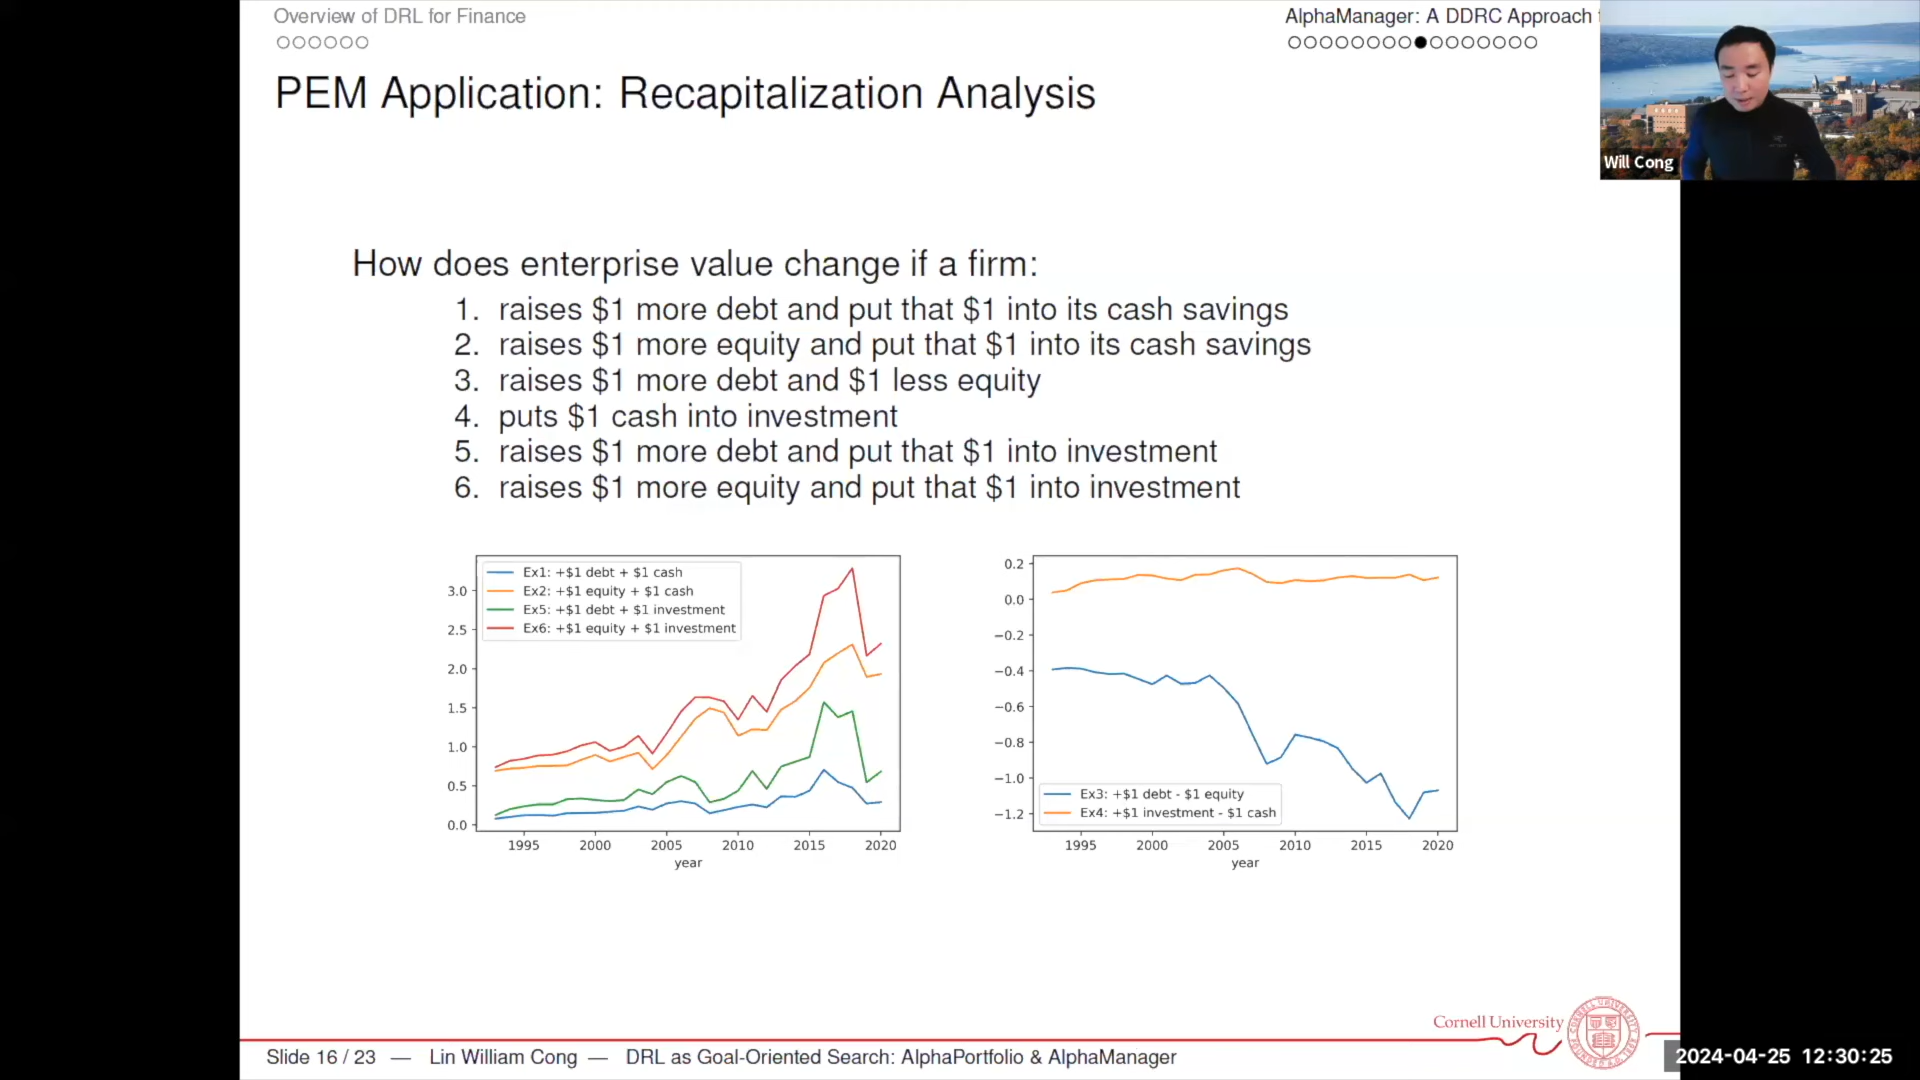 Overview of DRL for Finance
AlphaManager: A DDRC Approach
PEM Application: Recapitalization Analysis
Will Cong
How does enterprise value change if a firm:
1. raises $1 more debt and put that $1 into its cash savings
2. raises $1 more equity and put that $1 into its cash savings
3. raises $1 more debt and $1 less equity
4. puts $1 cash into investment
5. raises $1 more debt and put that $1 into investment
6. raises $1 more equity and put that $1 into investment
Ex1: +$1 debt + $1 cash
Ex2: +$1 equity + $1 cash
Ex5: +$1 debt + $1 investment
Ex6: +$1 equity + $1 investment
3.0
2.5
2.0
1.5
1.0
0.5
0.0
1995 2000 2005 2010 2015 2020
year
0.2
0.0
−0.2
−0.4
−0.6
−0.8
−1.0
−1.2
Ex3: +$1 debt - $1 equity
Ex4: +$1 investment - $1 cash
1995 2000 2005 2010 2015 2020
year
Cornell University
Slide 16 / 23 — Lin William Cong — DRL as Goal-Oriented Search: AlphaPortfolio & AlphaManager
2024-04-25 12:30:25